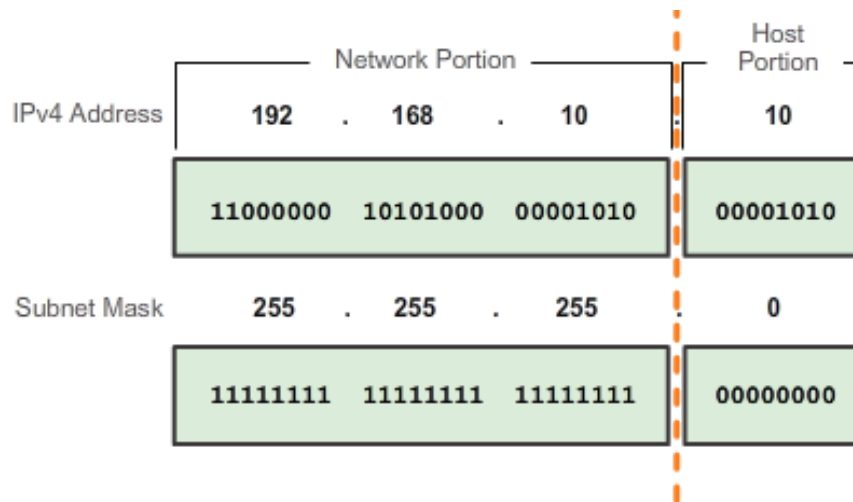 Network Portion
Host
Portion
IPv4 Address 192 . 168 . 10 . 10
11000000 10101000 00001010 00001010
Subnet Mask 255 . 255 . 255 . 0
11111111 11111111 11111111 00000000